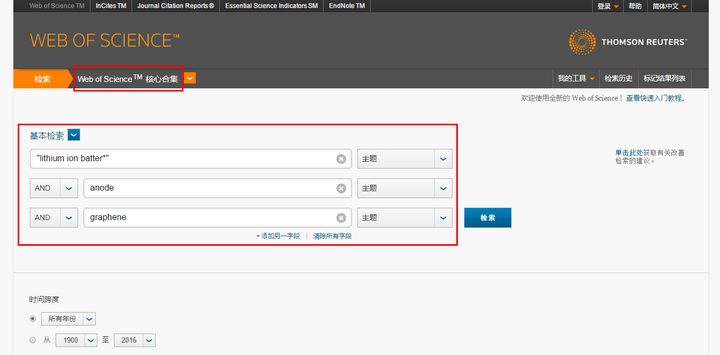 Web of Science TM InCites TM Journal Citation Reports® Essential Science Indicators SM EndNote TM 登录 帮助 简体中文
WEB OF SCIENCE™
THOMSON REUTERS™
检索 Web of Science™ 核心合集 我的工具 检索历史 标记结果列表
欢迎使用全新的 Web of Science! 查看快速入门教程。
基本检索
"lithium ion batter*" 主题
单击此处获取有关改善
检索的建议。
AND anode 主题
AND graphene 主题 检索
+添加另一字段 | 清除所有字段
时间跨度
所有年份
从 1900 至 2016